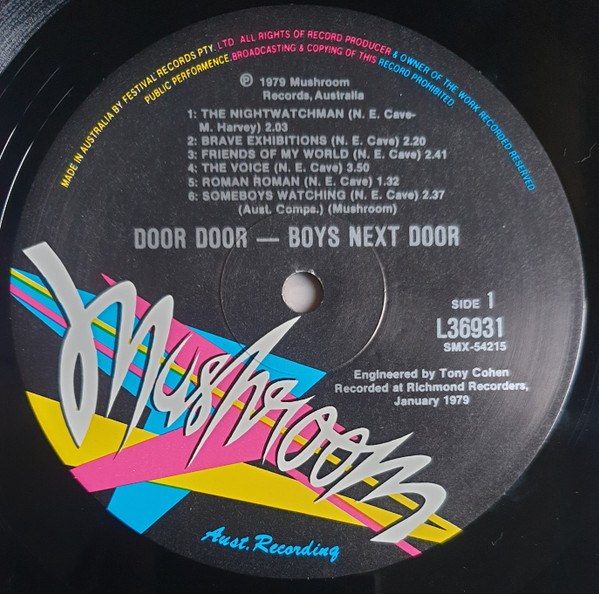 MADE IN AUSTRALIA BY FESTIVAL RECORDS PTY. LTD. ALL RIGHTS OF RECORD PRODUCER & OWNER OF THE WORK RECORDED RESERVED
PUBLIC PERFORMENCE. BROADCASTING & COPYING OF THIS RECORD PROHIBITED
℗ 1979 Mushroom
Records, Australia
1: THE NIGHTWATCHMAN (N. E. Cave-
M. Harvey) 2.03
2: BRAVE EXHIBITIONS (N. E. Cave) 2.20
3: FRIENDS OF MY WORLD (N. E. Cave) 2.41
4: THE VOICE (N. E. Cave) 3.50
5: ROMAN ROMAN (N. E. Cave) 1.32
6: SOMEBOYS WATCHING (N. E. Cave) 2.37
(Aust. Comps.) (Mushroom)
DOOR DOOR — BOYS NEXT DOOR
SIDE 1
L36931
SMX-54215
Engineered by Tony Cohen
Recorded at Richmond Recorders,
January 1979
Mushroom
Aust. Recording